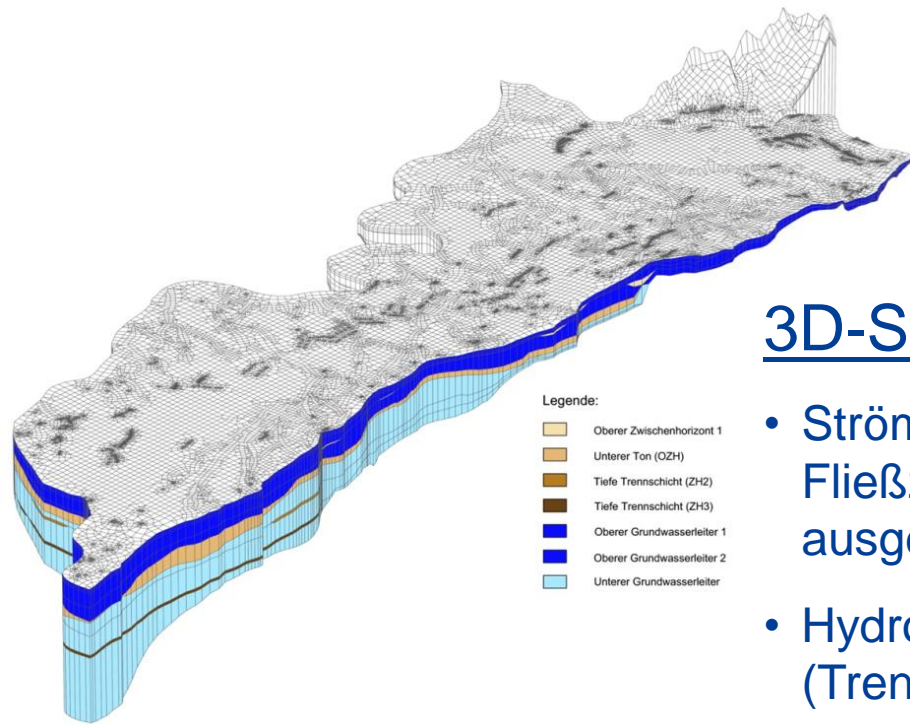 Legende:
Oberer Zwischenhorizont 1
Unterer Ton (OZH)
Tiefe Trennschicht (ZH2)
Tiefe Trennschicht (ZH3)
Oberer Grundwasserleiter 1
Oberer Grundwasserleiter 2
Unterer Grundwasserleiter
3D-S
• Ström
Fließ
ausge
• Hydro
(Tren